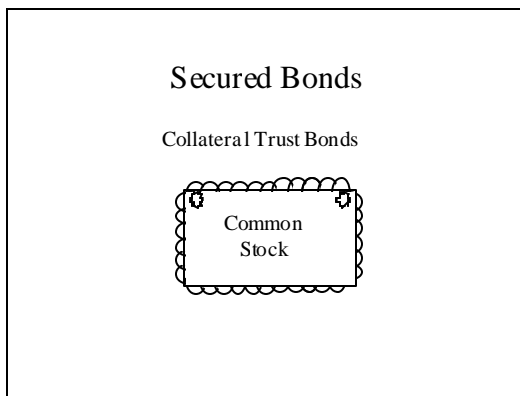 Secured Bonds
Collateral Trust Bonds
Common
Stock